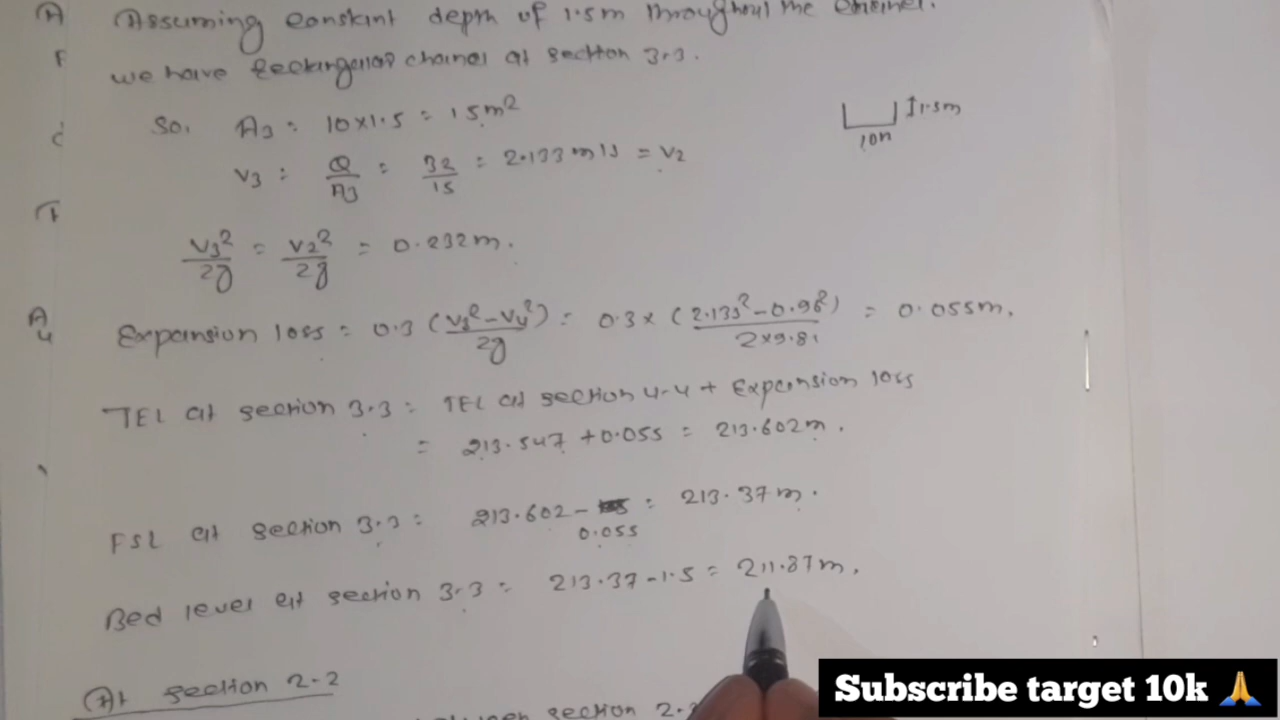 Assuming constant depth of 1.5m throughout the channel.
we have Rectangular channel at section 3.3.
So, A3 = 10x1.5 = 15m²
1.5m
10m
V3 = Q/A3 = 32/15 = 2.133 m/s = V2
V3²/2g = V2²/2g = 0.232m.
Expansion loss = 0.3 (V3²-V4²)/2g = 0.3 x (2.133²-0.98²)/2x9.81 = 0.055m.
TEL at section 3.3 = TEL at section 4-4 + Expansion loss
= 213.547 + 0.055 = 213.602m.
FSL at section 3.3 = 213.602 - 0.055 = 213.37m.
Bed level at section 3.3 = 213.37-1.5 = 211.87m.
At section 2-2
section 2.
Subscribe target 10k 🙏